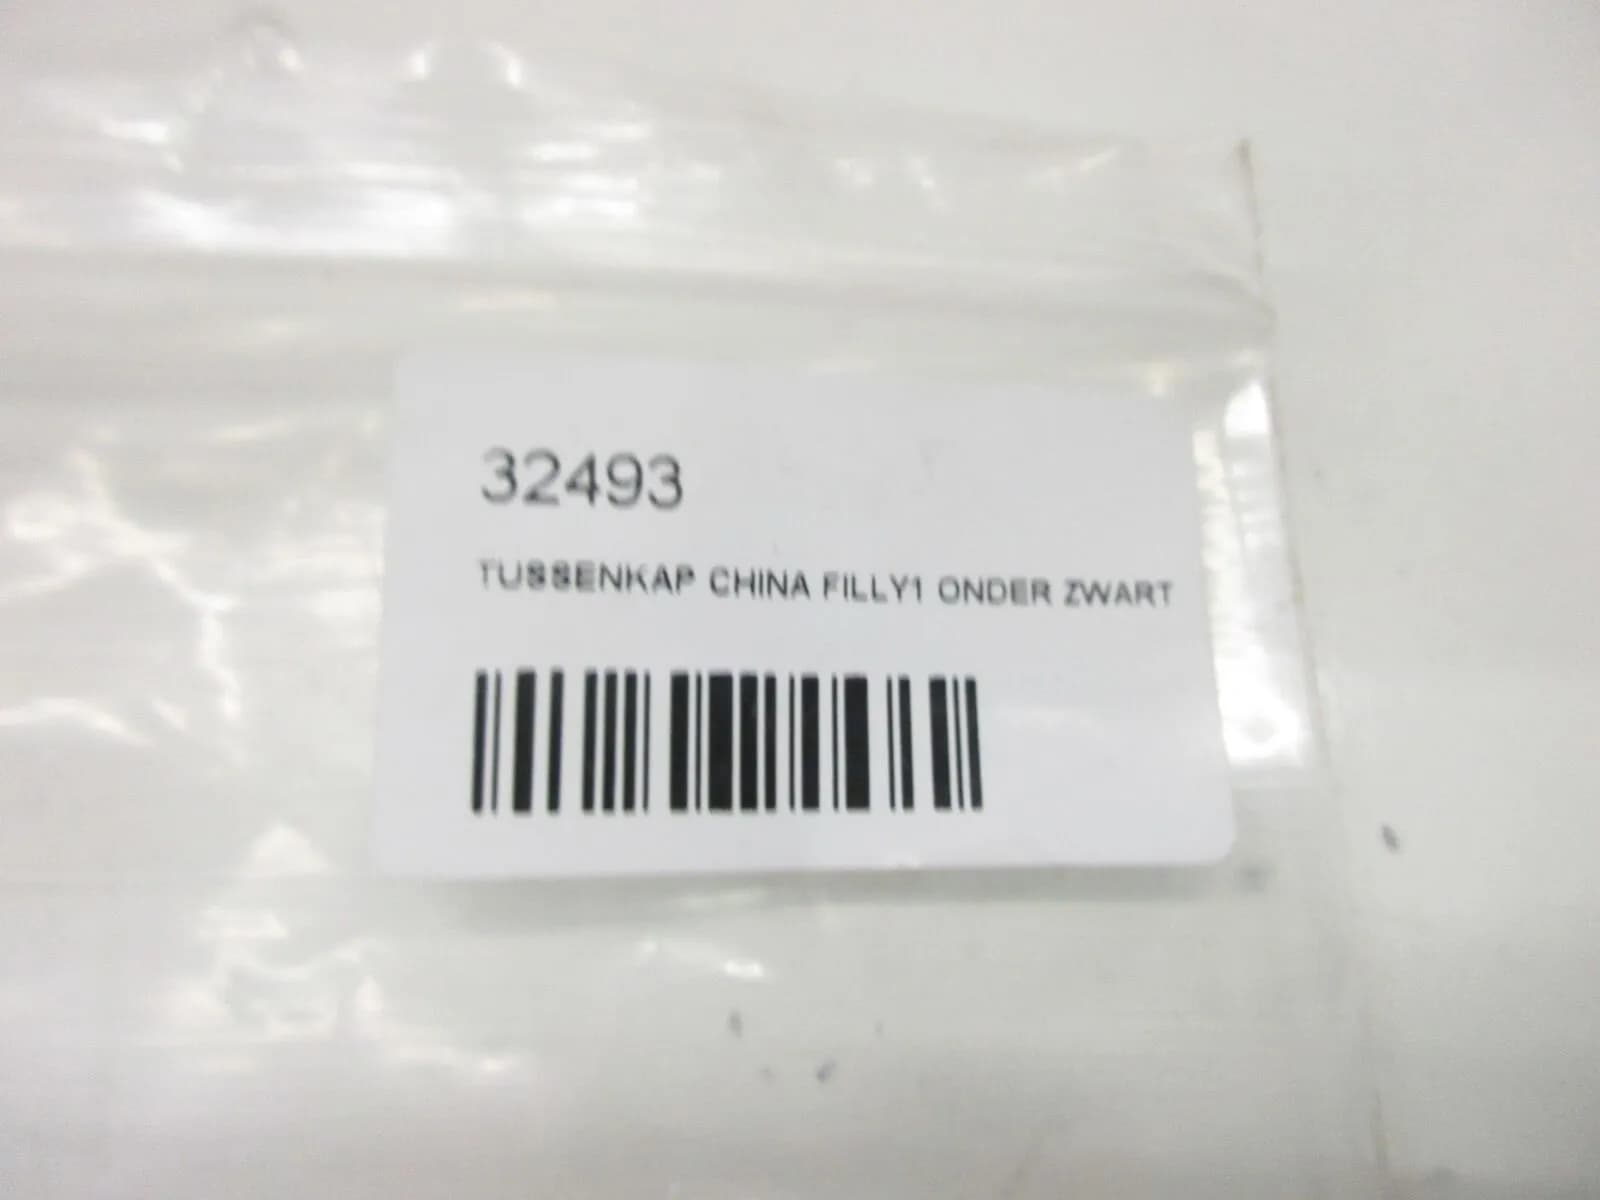 32493
TUSSENKAP CHINA FILLY1 ONDER ZWART